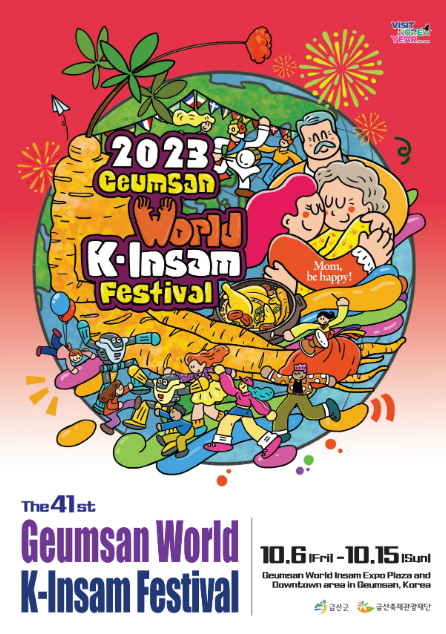 VISIT
KOREA
YEAR
2023
Geumsan
World
K·Insam
Festival
Mom,
be happy!
The 41st
Geumsan World
K-Insam Festival
10.6 (Fri) - 10.15 (Sun)
Geumsan World Insam Expo Plaza and
Downtown area in Geumsan, Korea
금산군 금산축제관광재단